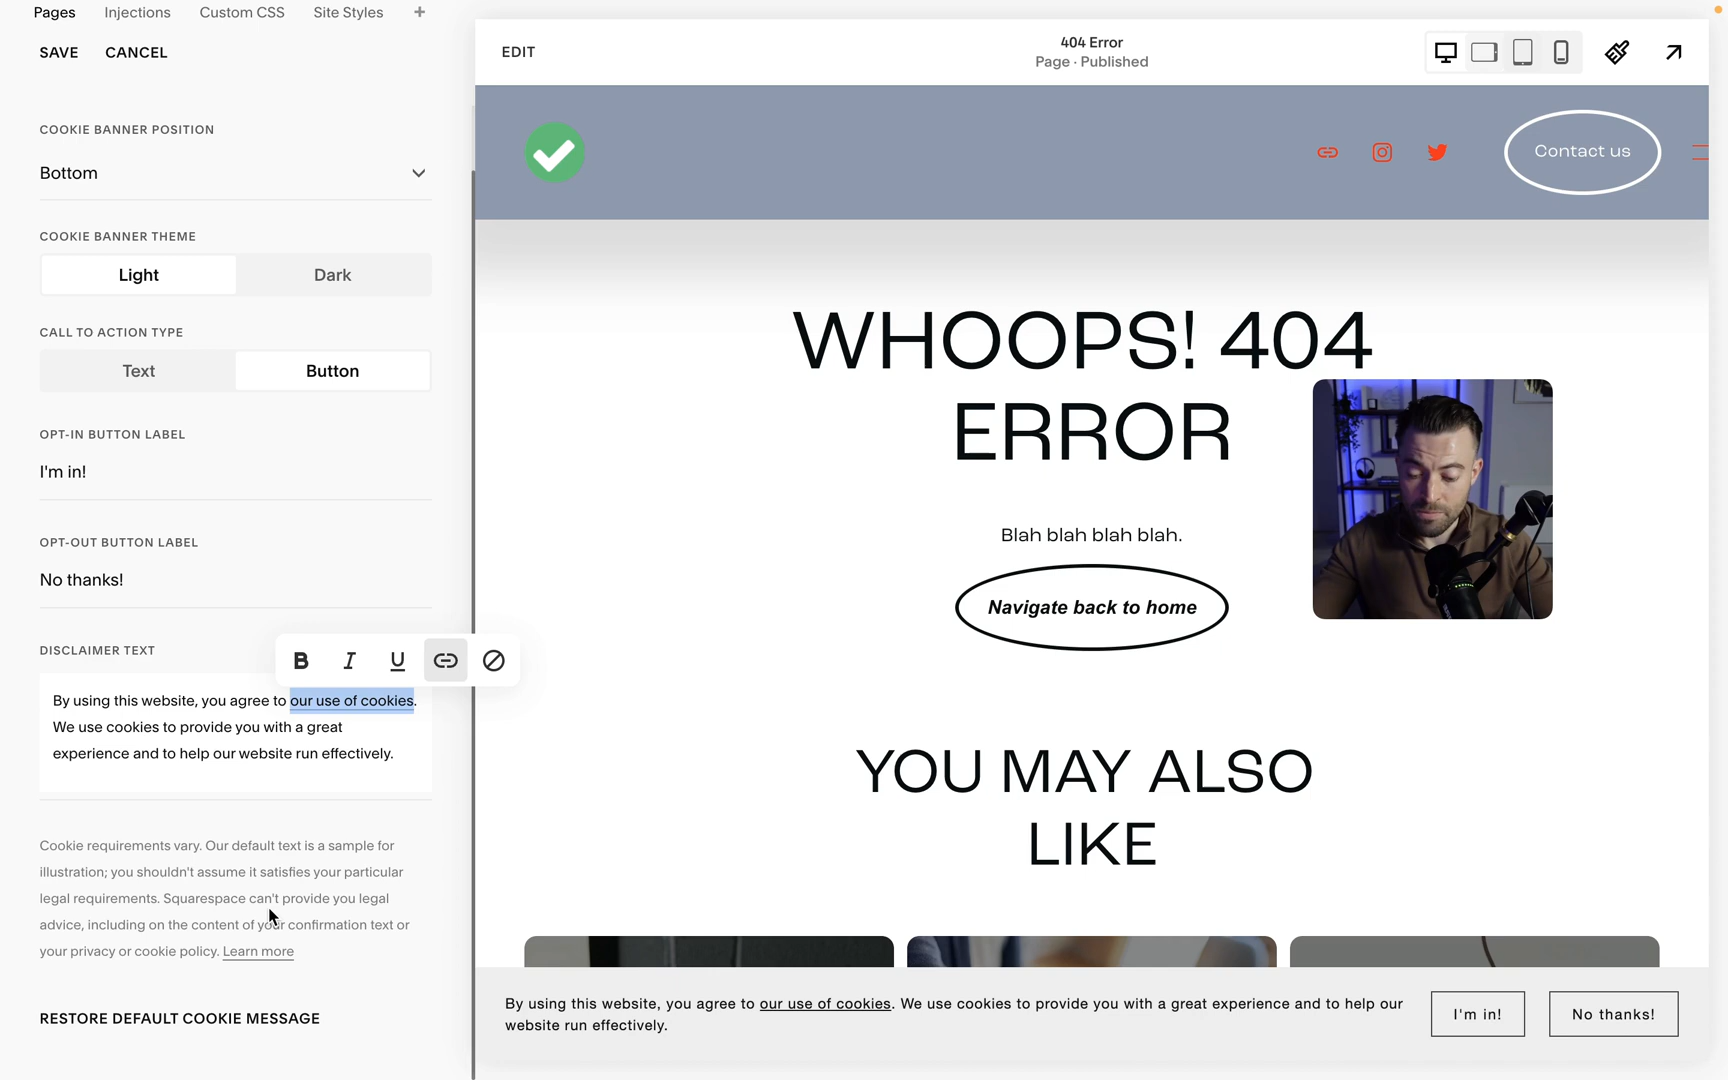 Pages Injections Custom CSS Site Styles +
SAVE CANCEL
COOKIE BANNER POSITION
Bottom
COOKIE BANNER THEME
Light Dark
CALL TO ACTION TYPE
Text Button
OPT-IN BUTTON LABEL
I'm in!
OPT-OUT BUTTON LABEL
No thanks!
DISCLAIMER TEXT
B I U
By using this website, you agree to our use of cookies.
We use cookies to provide you with a great
experience and to help our website run effectively.
Cookie requirements vary. Our default text is a sample for
illustration; you shouldn't assume it satisfies your particular
legal requirements. Squarespace can't provide you legal
advice, including on the content of your confirmation text or
your privacy or cookie policy. Learn more
RESTORE DEFAULT COOKIE MESSAGE
EDIT
404 Error
Page · Published
Contact us
WHOOPS! 404
ERROR
Blah blah blah blah.
Navigate back to home
YOU MAY ALSO
LIKE
By using this website, you agree to our use of cookies. We use cookies to provide you with a great experience and to help our
website run effectively.
I'm in! No thanks!